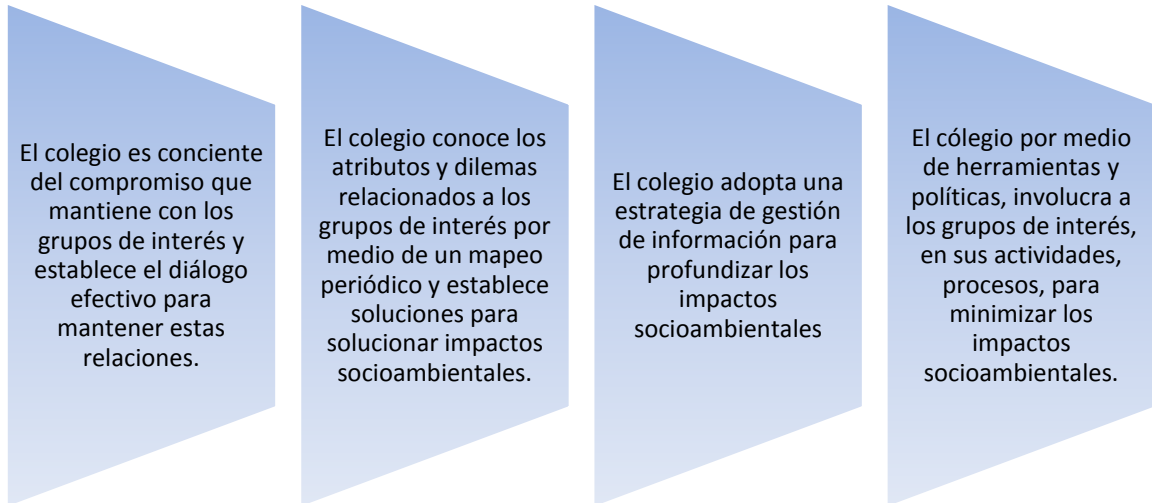 El colegio es conciente
del compromiso que
mantiene con los
grupos de interés y
establece el diálogo
efectivo para
mantener estas
relaciones.
El colegio conoce los
atributos y dilemas
relacionados a los
grupos de interés por
medio de un mapeo
periódico y establece
soluciones para
solucionar impactos
socioambientales.
El colegio adopta una
estrategia de gestión
de información para
profundizar los
impactos
socioambientales
El cólegio por medio
de herramientas y
políticas, involucra a
los grupos de interés,
en sus actividades,
procesos, para
minimizar los
impactos
socioambientales.